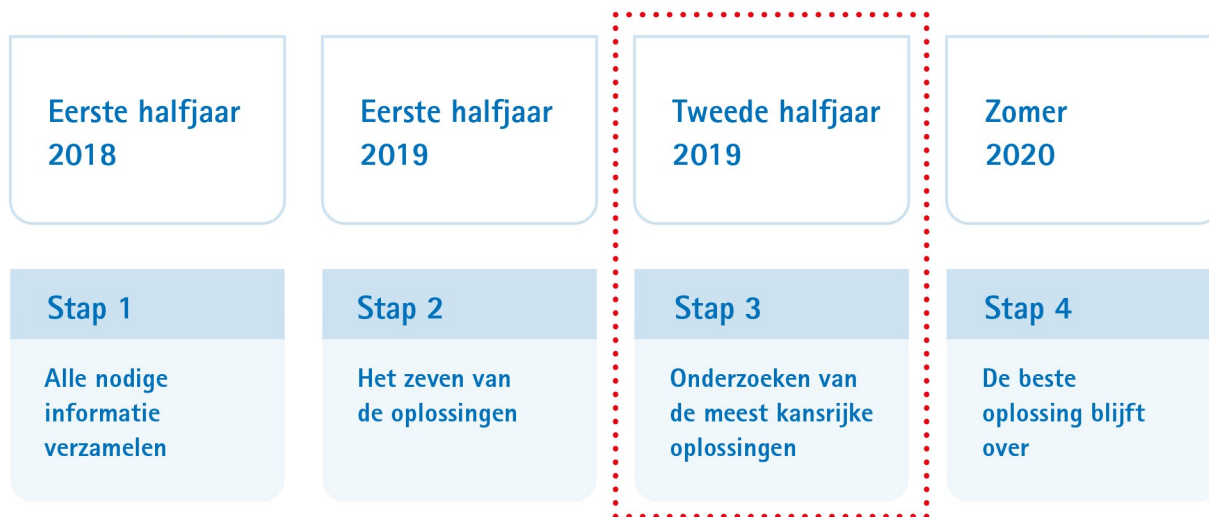 Eerste halfjaar
2018
Eerste halfjaar
2019
Tweede halfjaar
2019
Zomer
2020
Stap 1
Alle nodige
informatie
verzamelen
Stap 2
Het zeven van
de oplossingen
Stap 3
Onderzoeken van
de meest kansrijke
oplossingen
Stap 4
De beste
oplossing blijft
over